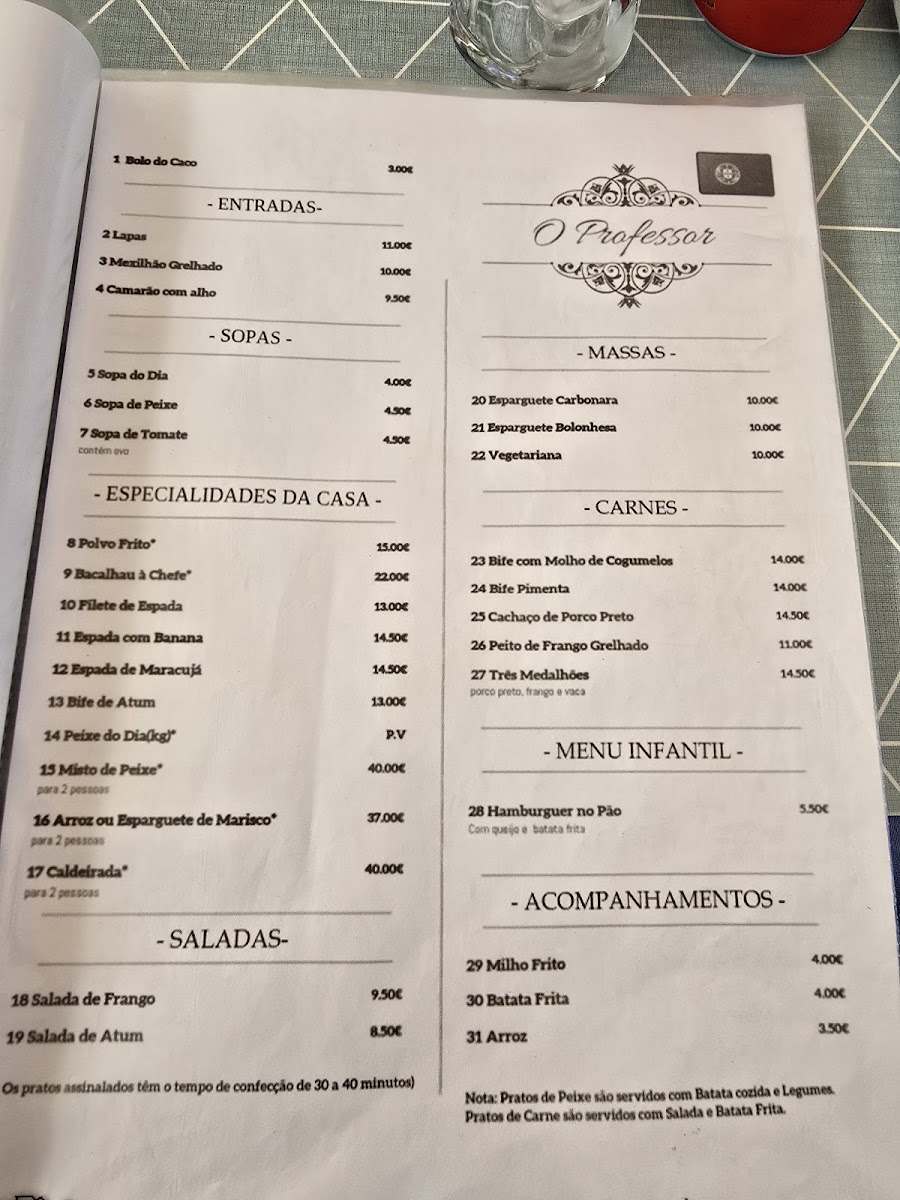 1 Bolo do Caco 3.00€
- ENTRADAS-
2 Lapas 11.00€
3 Mexilhão Grelhado 10.00€
4 Camarão com alho 9.50€
- SOPAS -
5 Sopa do Dia 4.00€
6 Sopa de Peixe 4.50€
7 Sopa de Tomate 4.50€
contém ovo
- ESPECIALIDADES DA CASA -
8 Polvo Frito* 15.00€
9 Bacalhau à Chefe* 22.00€
10 Filete de Espada 13.00€
11 Espada com Banana 14.50€
12 Espada de Maracujá 14.50€
13 Bife de Atum 13.00€
14 Peixe do Dia(kg)* P.V
15 Misto de Peixe* 40.00€
para 2 pessoas
16 Arroz ou Esparguete de Marisco* 37.00€
para 2 pessoas
17 Caldeirada* 40.00€
para 2 pessoas
- SALADAS-
18 Salada de Frango 9.50€
19 Salada de Atum 8.50€
Os pratos assinalados têm o tempo de confecção de 30 a 40 minutos)
O Professor
- MASSAS -
20 Esparguete Carbonara 10.00€
21 Esparguete Bolonhesa 10.00€
22 Vegetariana 10.00€
- CARNES -
23 Bife com Molho de Cogumelos 14.00€
24 Bife Pimenta 14.00€
25 Cachaço de Porco Preto 14.50€
26 Peito de Frango Grelhado 11.00€
27 Três Medalhões 14.50€
porco preto, frango e vaca
- MENU INFANTIL -
28 Hamburguer no Pão 5.50€
Com queijo e batata frita
- ACOMPANHAMENTOS -
29 Milho Frito 4.00€
30 Batata Frita 4.00€
31 Arroz 3.50€
Nota: Pratos de Peixe são servidos com Batata cozida e Legumes.
Pratos de Carne são servidos com Salada e Batata Frita.